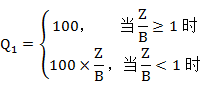 Q₁ = { 100， 当 Z/B ≥ 1 时
100 × Z/B， 当 Z/B < 1 时